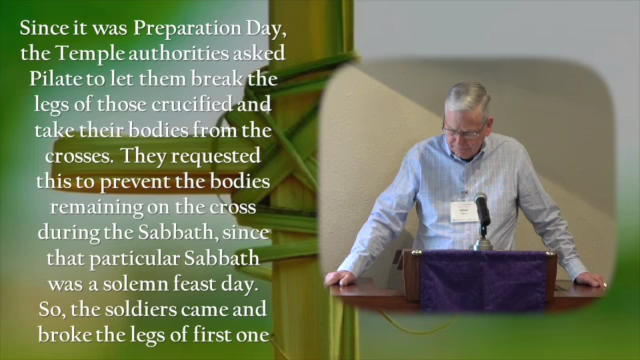 Since it was Preparation Day,
the Temple authorities asked
Pilate to let them break the
legs of those crucified and
take their bodies from the
crosses. They requested
this to prevent the bodies
remaining on the cross
during the Sabbath, since
that particular Sabbath
was a solemn feast day.
So, the soldiers came and
broke the legs of first one